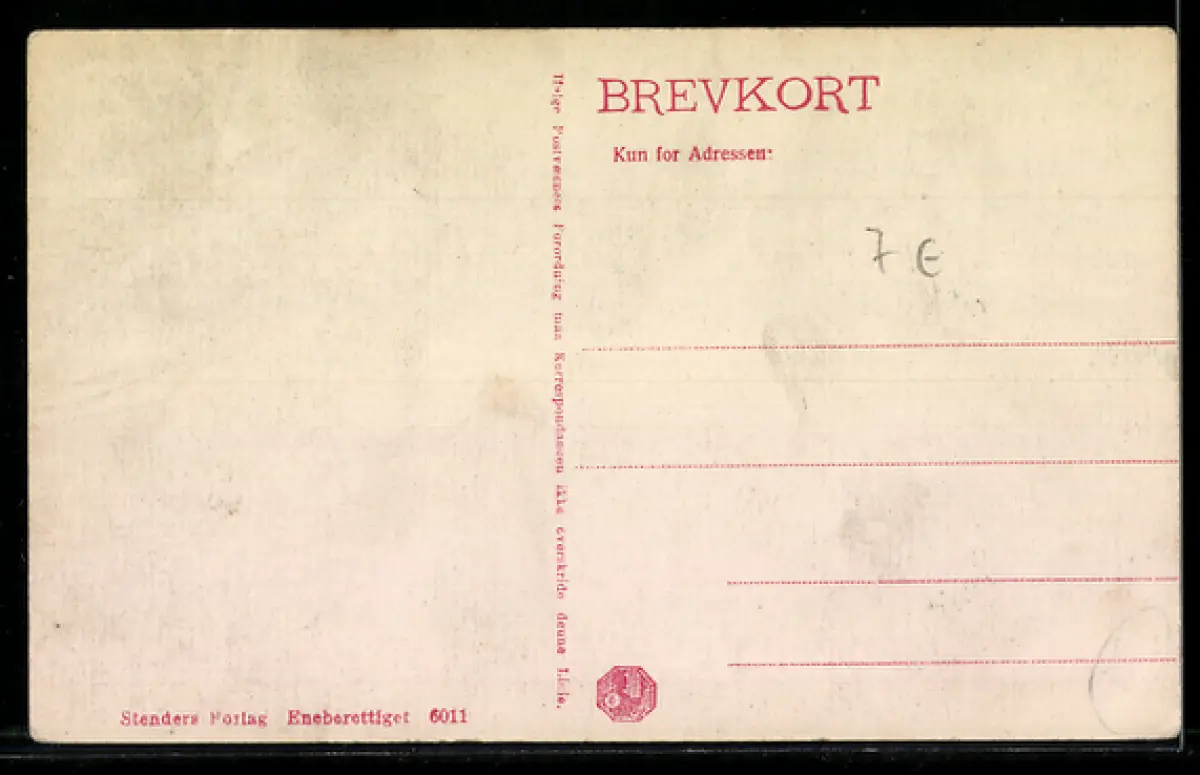 BREVKORT
Kun for Adressen:
7 €
Ifølge Postvæsenets Forordning maa Korrespondancen ikke overskride denne Linie.
Stenders Forlag Eneberettiget 6011